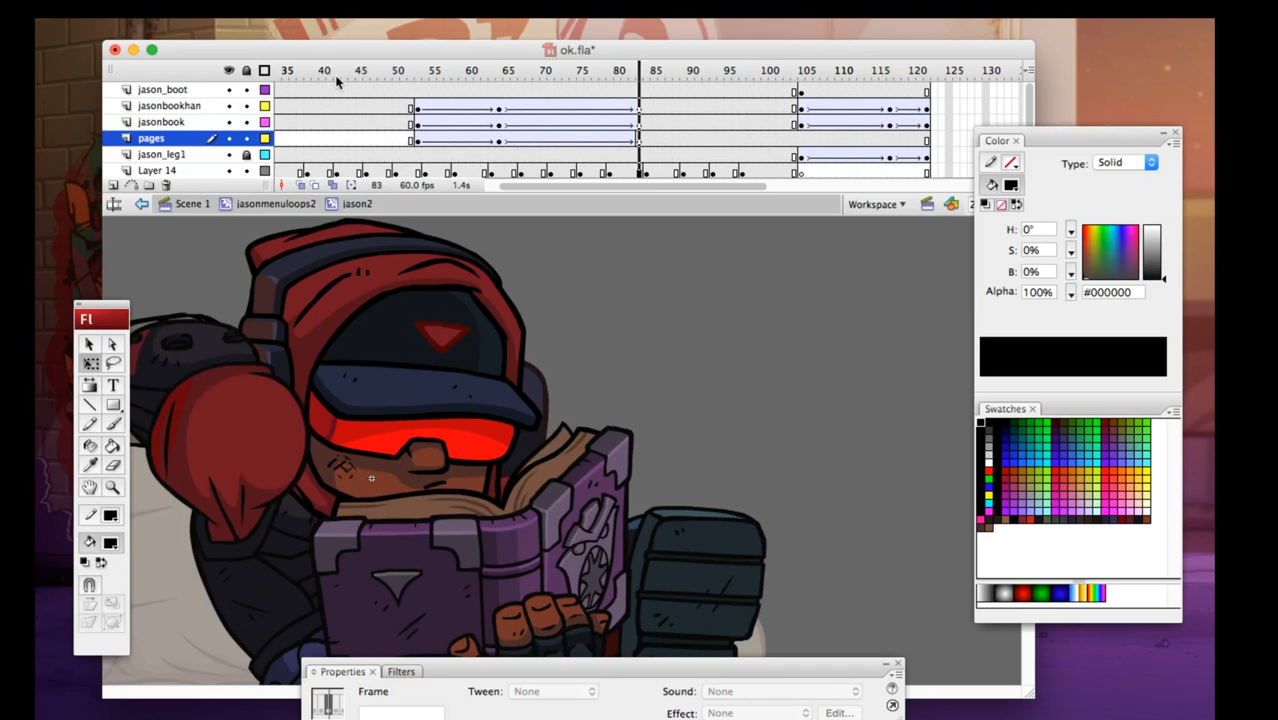 ok.fla*
35 40 45 50 55 60 65 70 75 80 85 90 95 100 105 110 115 120 125 130
jason_boot
jasonbookhan
jasonbook
pages
jason_leg1
Layer 14
83 60.0 fps 1.4s
Scene 1 jasonmenuloops2 jason2 Workspace
Color
Type: Solid
H: 0°
S: 0%
B: 0%
Alpha: 100% #000000
Fl
T
Swatches
Properties Filters
Frame Tween: None Sound: None
Effect: None Edit...